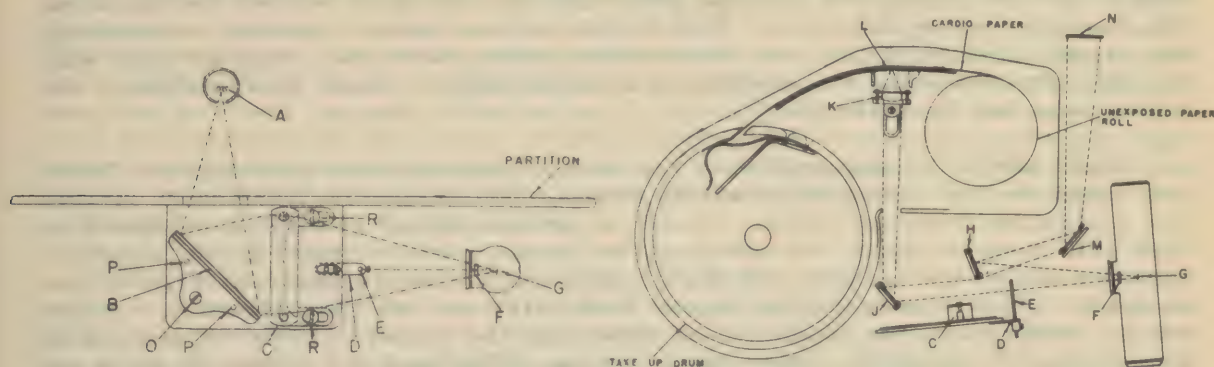 A
PARTITION
R
P
B
O
P
C
R
D
E
F
G
L
CARDIO PAPER
N
K
UNEXPOSED PAPER
ROLL
H
M
G
J
E
F
C
D
TAKE UP DRUM